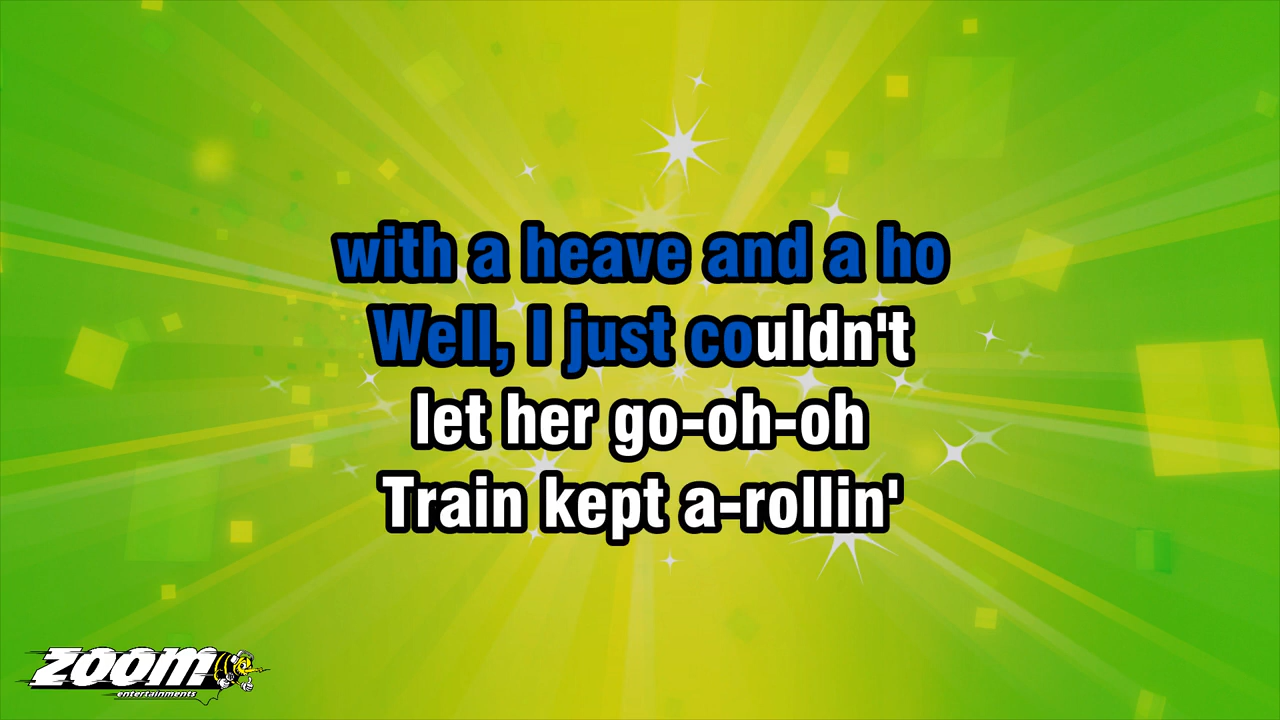 with a heave and a ho
Well, I just couldn't
let her go-oh-oh
Train kept a-rollin'
zoom
entertainments